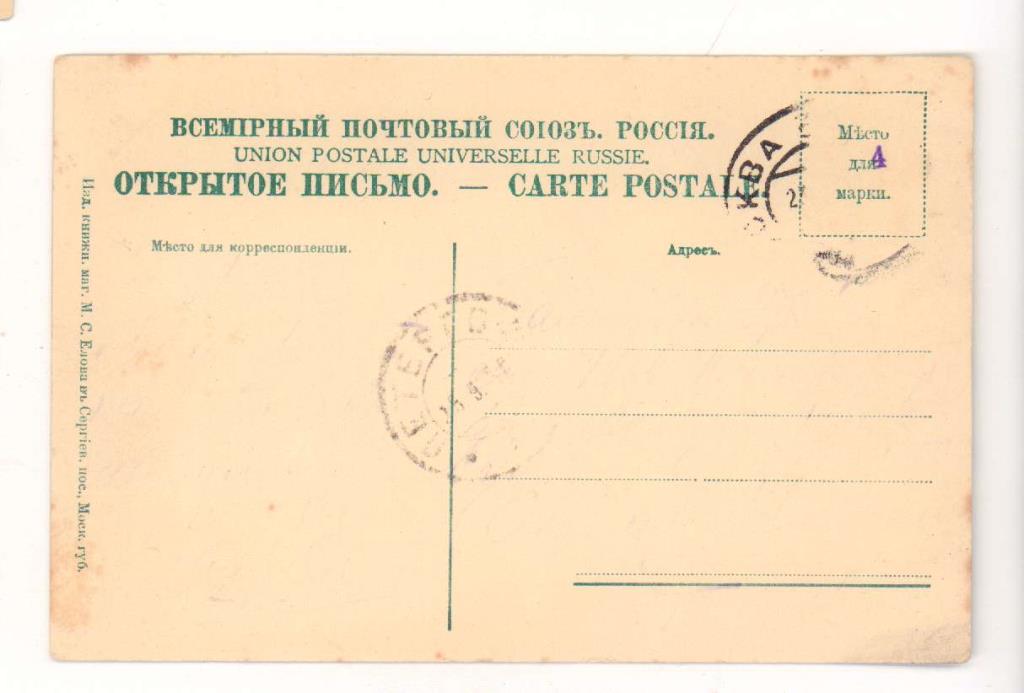 ВСЕМІРНЫЙ ПОЧТОВЫЙ СОЮЗЪ. РОССІЯ.
UNION POSTALE UNIVERSELLE RUSSIE.
ОТКРЫТОЕ ПИСЬМО. — CARTE POSTALE.
Мѣсто
для
марки.
4
Мѣсто для корреспонденціи.
Адресъ.
Изд. книжн. маг. М. С. Елова въ Сергіев. пос., Моск. губ.